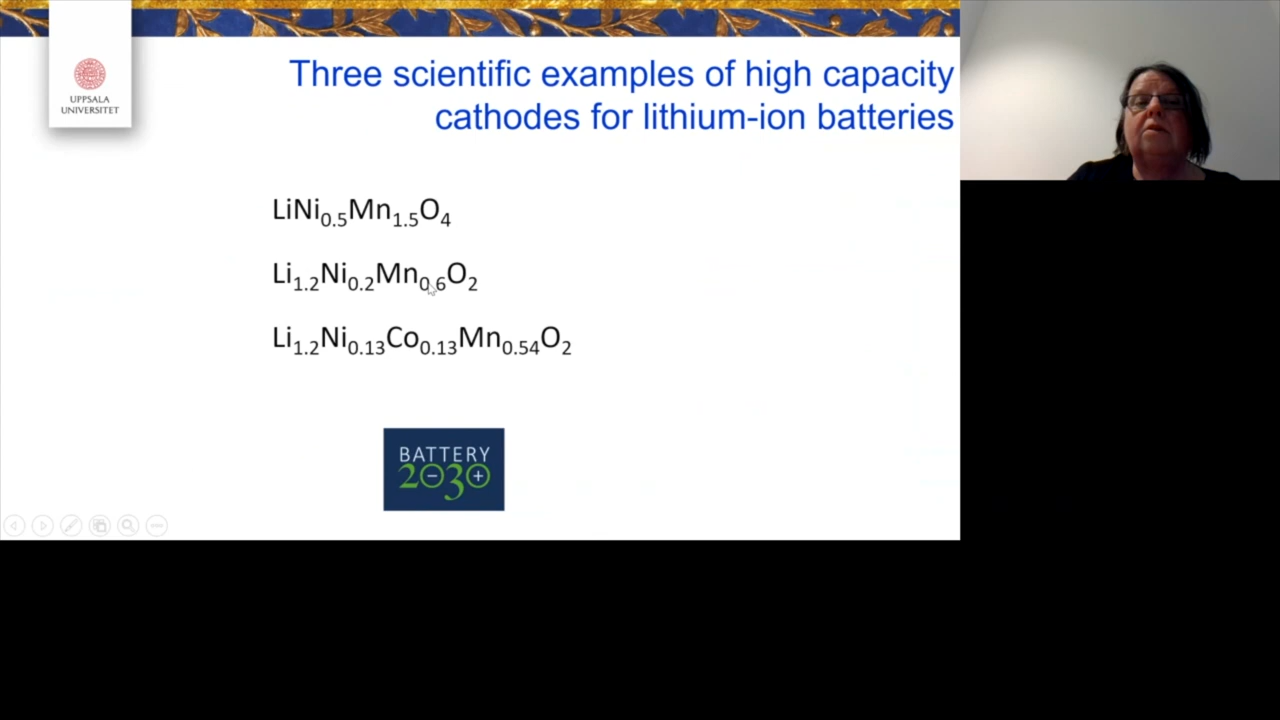 UPPSALA
UNIVERSITET
Three scientific examples of high capacity
cathodes for lithium-ion batteries
LiNi0.5Mn1.5O4
Li1.2Ni0.2Mn0.6O2
Li1.2Ni0.13Co0.13Mn0.54O2
BATTERY
2030